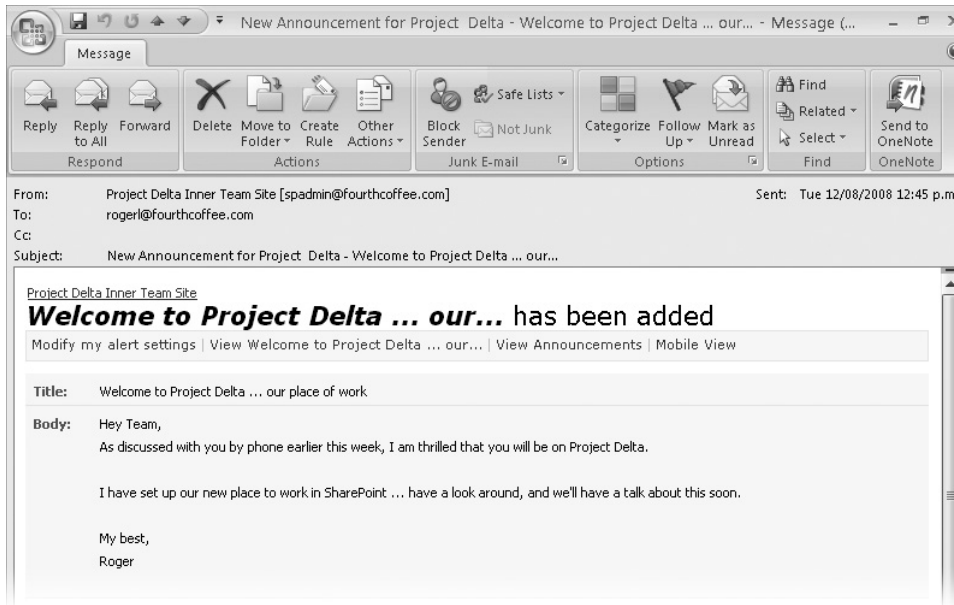 New Announcement for Project Delta - Welcome to Project Delta ... our... - Message (...
Message
Reply
Reply to All
Forward
Respond
Delete
Move to Folder
Create Rule
Other Actions
Actions
Block Sender
Safe Lists
Not Junk
Junk E-mail
Categorize
Follow Up
Mark as Unread
Options
Find
Related
Select
Find
Send to OneNote
OneNote
From: Project Delta Inner Team Site [spadmin@fourthcoffee.com] Sent: Tue 12/08/2008 12:45 p.m
To: rogerl@fourthcoffee.com
Cc:
Subject: New Announcement for Project Delta - Welcome to Project Delta ... our...
Project Delta Inner Team Site
Welcome to Project Delta ... our... has been added
Modify my alert settings | View Welcome to Project Delta ... our... | View Announcements | Mobile View
Title: Welcome to Project Delta ... our place of work
Body: Hey Team,
As discussed with you by phone earlier this week, I am thrilled that you will be on Project Delta.
I have set up our new place to work in SharePoint ... have a look around, and we'll have a talk about this soon.
My best,
Roger